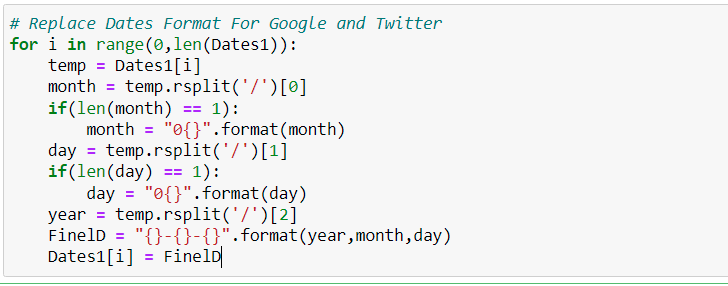 # Replace Dates Format For Google and Twitter
for i in range(0,len(Dates1)):
    temp = Dates1[i]
    month = temp.rsplit('/')[0]
    if(len(month) == 1):
        month = "0{}".format(month)
    day = temp.rsplit('/')[1]
    if(len(day) == 1):
        day = "0{}".format(day)
    year = temp.rsplit('/')[2]
    FinelD = "{}-{}-{}".format(year,month,day)
    Dates1[i] = FinelD